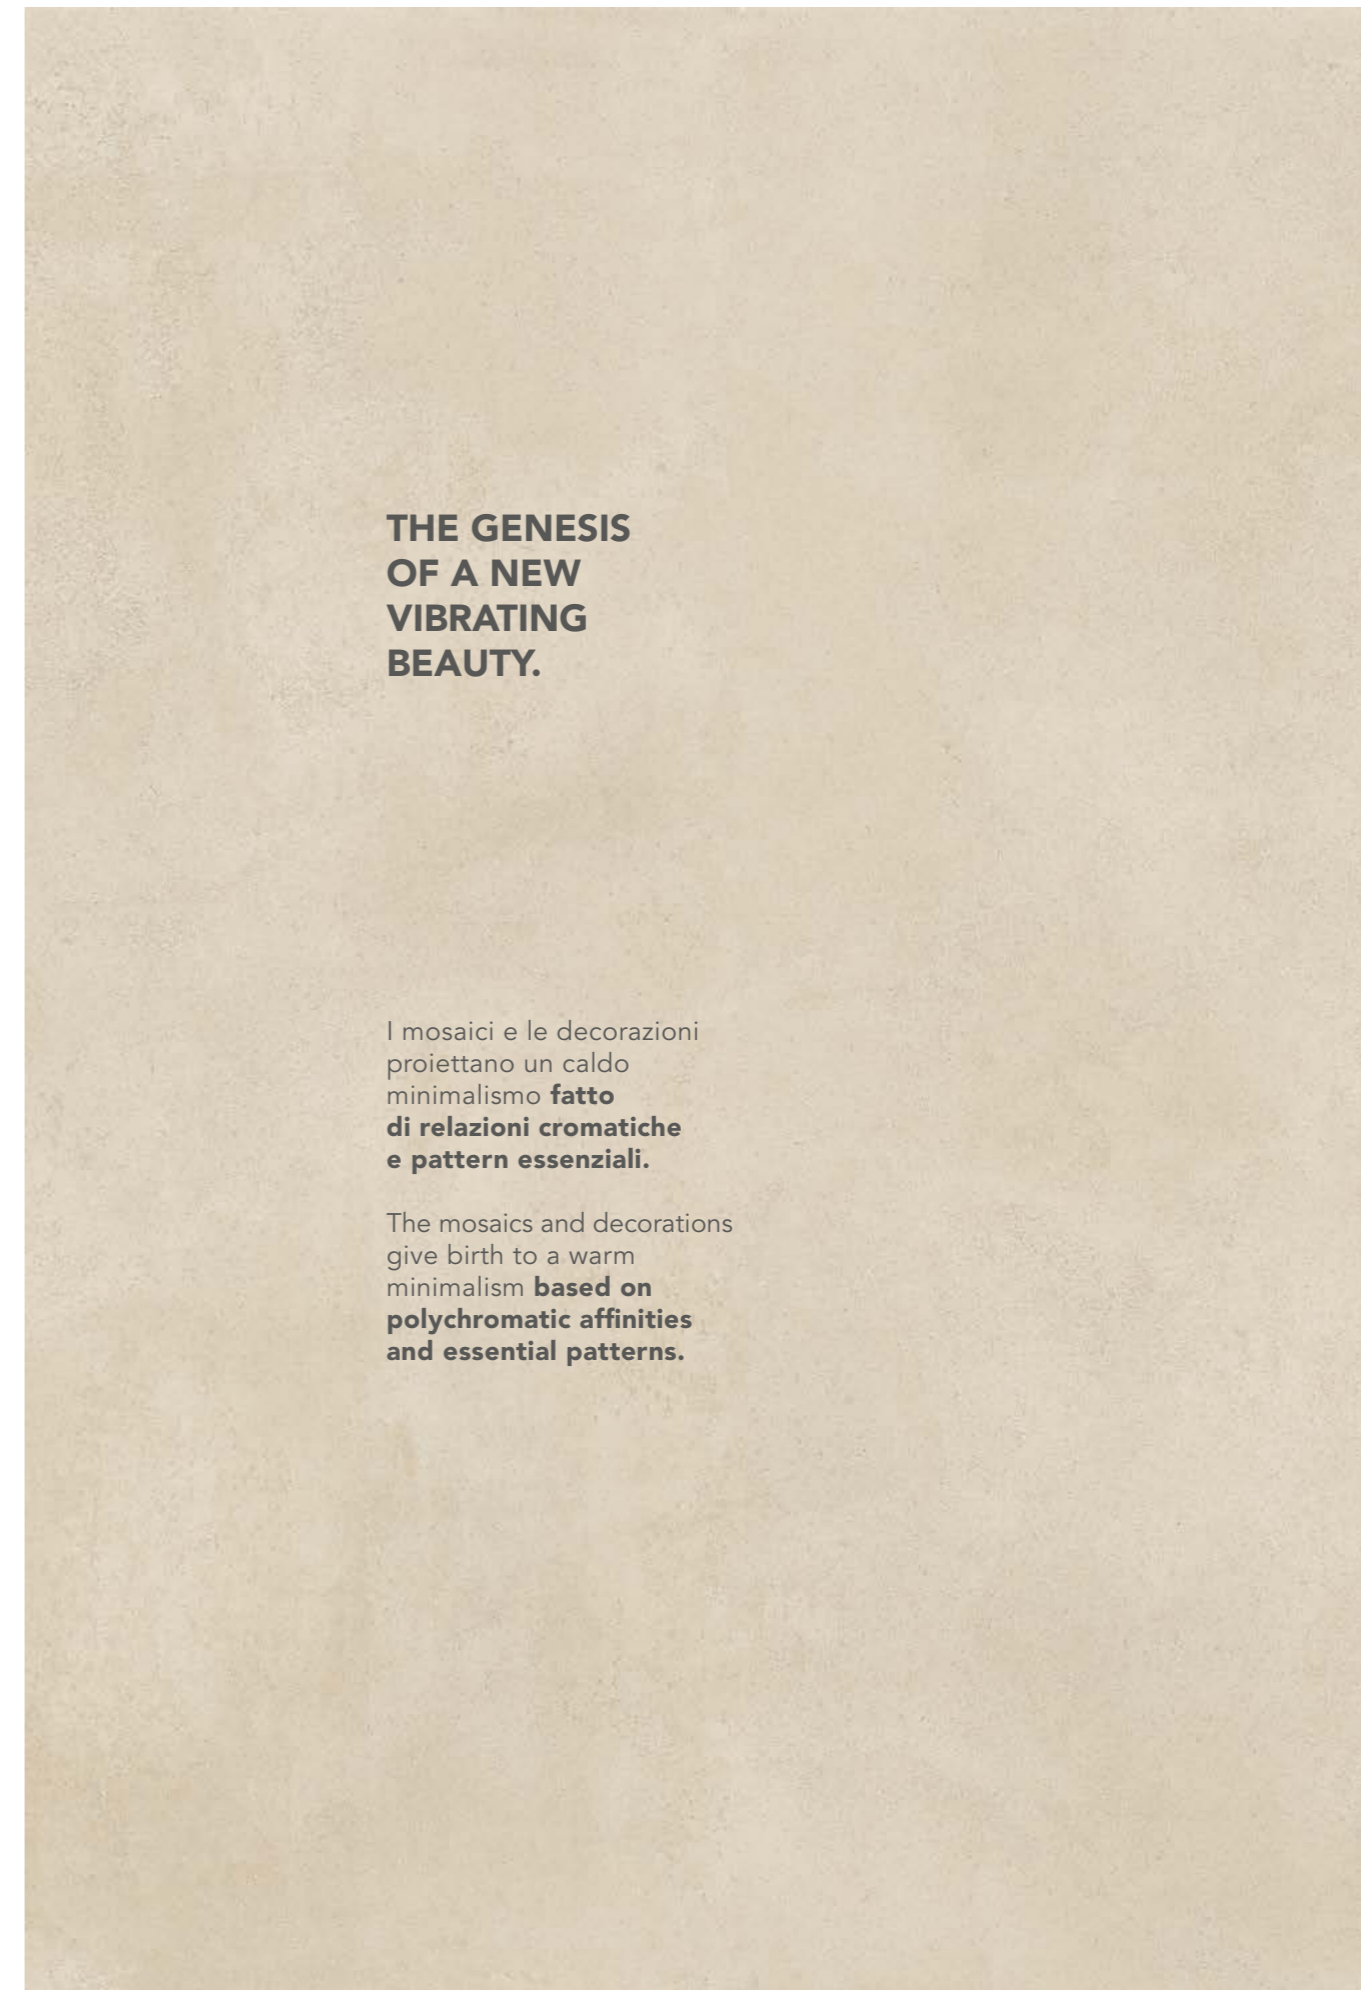 THE GENESIS
OF A NEW
VIBRATING
BEAUTY.
I mosaici e le decorazioni
proiettano un caldo
minimalismo fatto
di relazioni cromatiche
e pattern essenziali.
The mosaics and decorations
give birth to a warm
minimalism based on
polychromatic affinities
and essential patterns.